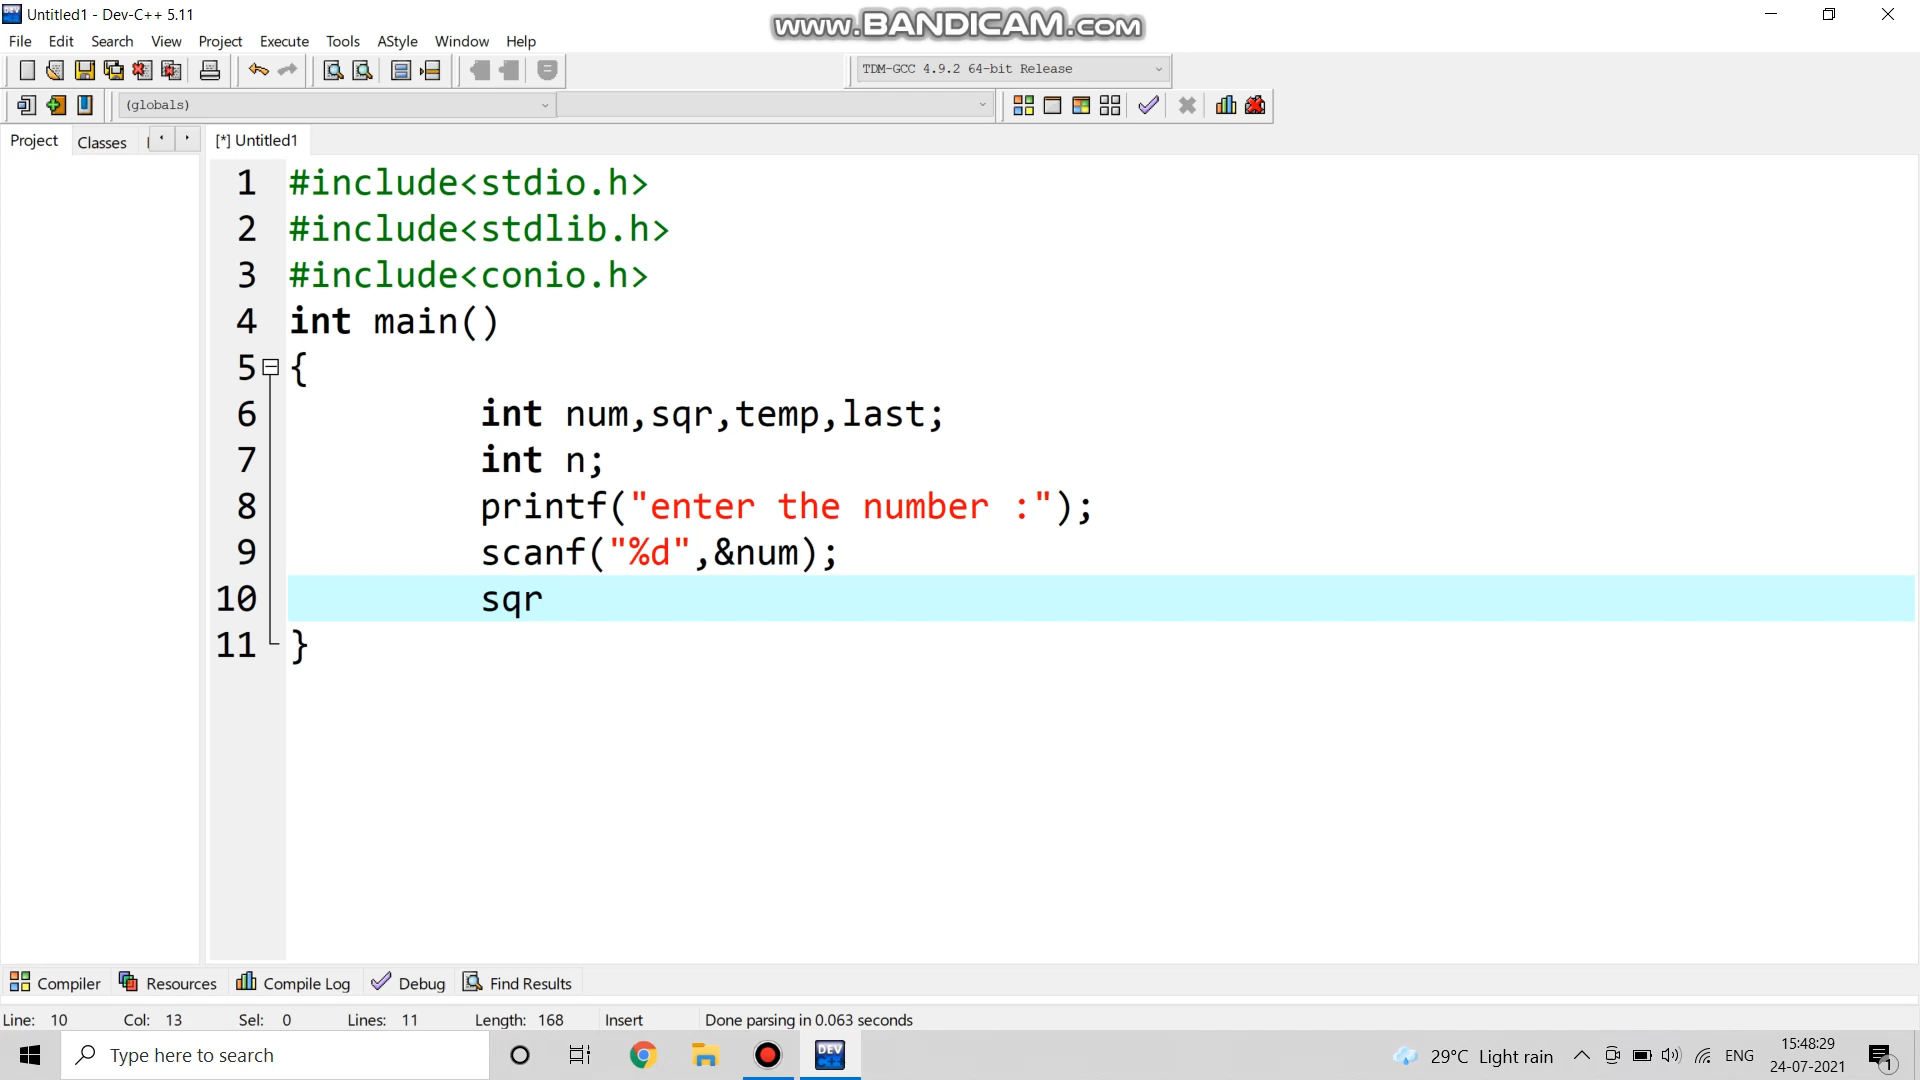 Untitled1 - Dev-C++ 5.11
www.BANDICAM.com
File Edit Search View Project Execute Tools AStyle Window Help
TDM-GCC 4.9.2 64-bit Release
(globals)
Project Classes [*] Untitled1
1 #include<stdio.h>
2 #include<stdlib.h>
3 #include<conio.h>
4 int main()
5 {
6 int num,sqr,temp,last;
7 int n;
8 printf("enter the number :");
9 scanf("%d",&num);
10 sqr
11 }
Compiler Resources Compile Log Debug Find Results
Line: 10 Col: 13 Sel: 0 Lines: 11 Length: 168 Insert Done parsing in 0.063 seconds
Type here to search DEV C++ 29°C Light rain ENG 15:48:29
24-07-2021 1